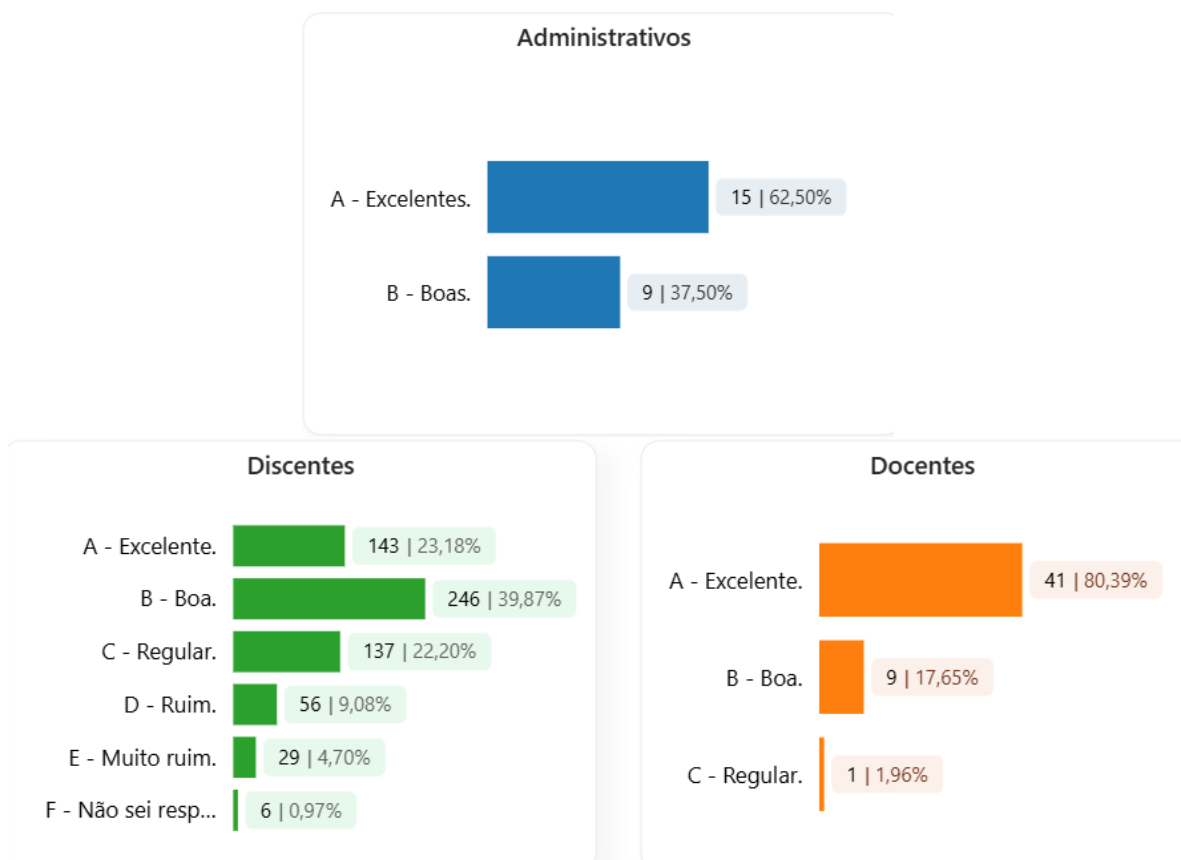 Administrativos
A - Excelentes. 15 | 62,50%
B - Boas. 9 | 37,50%
Discentes
A - Excelente. 143 | 23,18%
B - Boa. 246 | 39,87%
C - Regular. 137 | 22,20%
D - Ruim. 56 | 9,08%
E - Muito ruim. 29 | 4,70%
F - Não sei resp... 6 | 0,97%
Docentes
A - Excelente. 41 | 80,39%
B - Boa. 9 | 17,65%
C - Regular. 1 | 1,96%